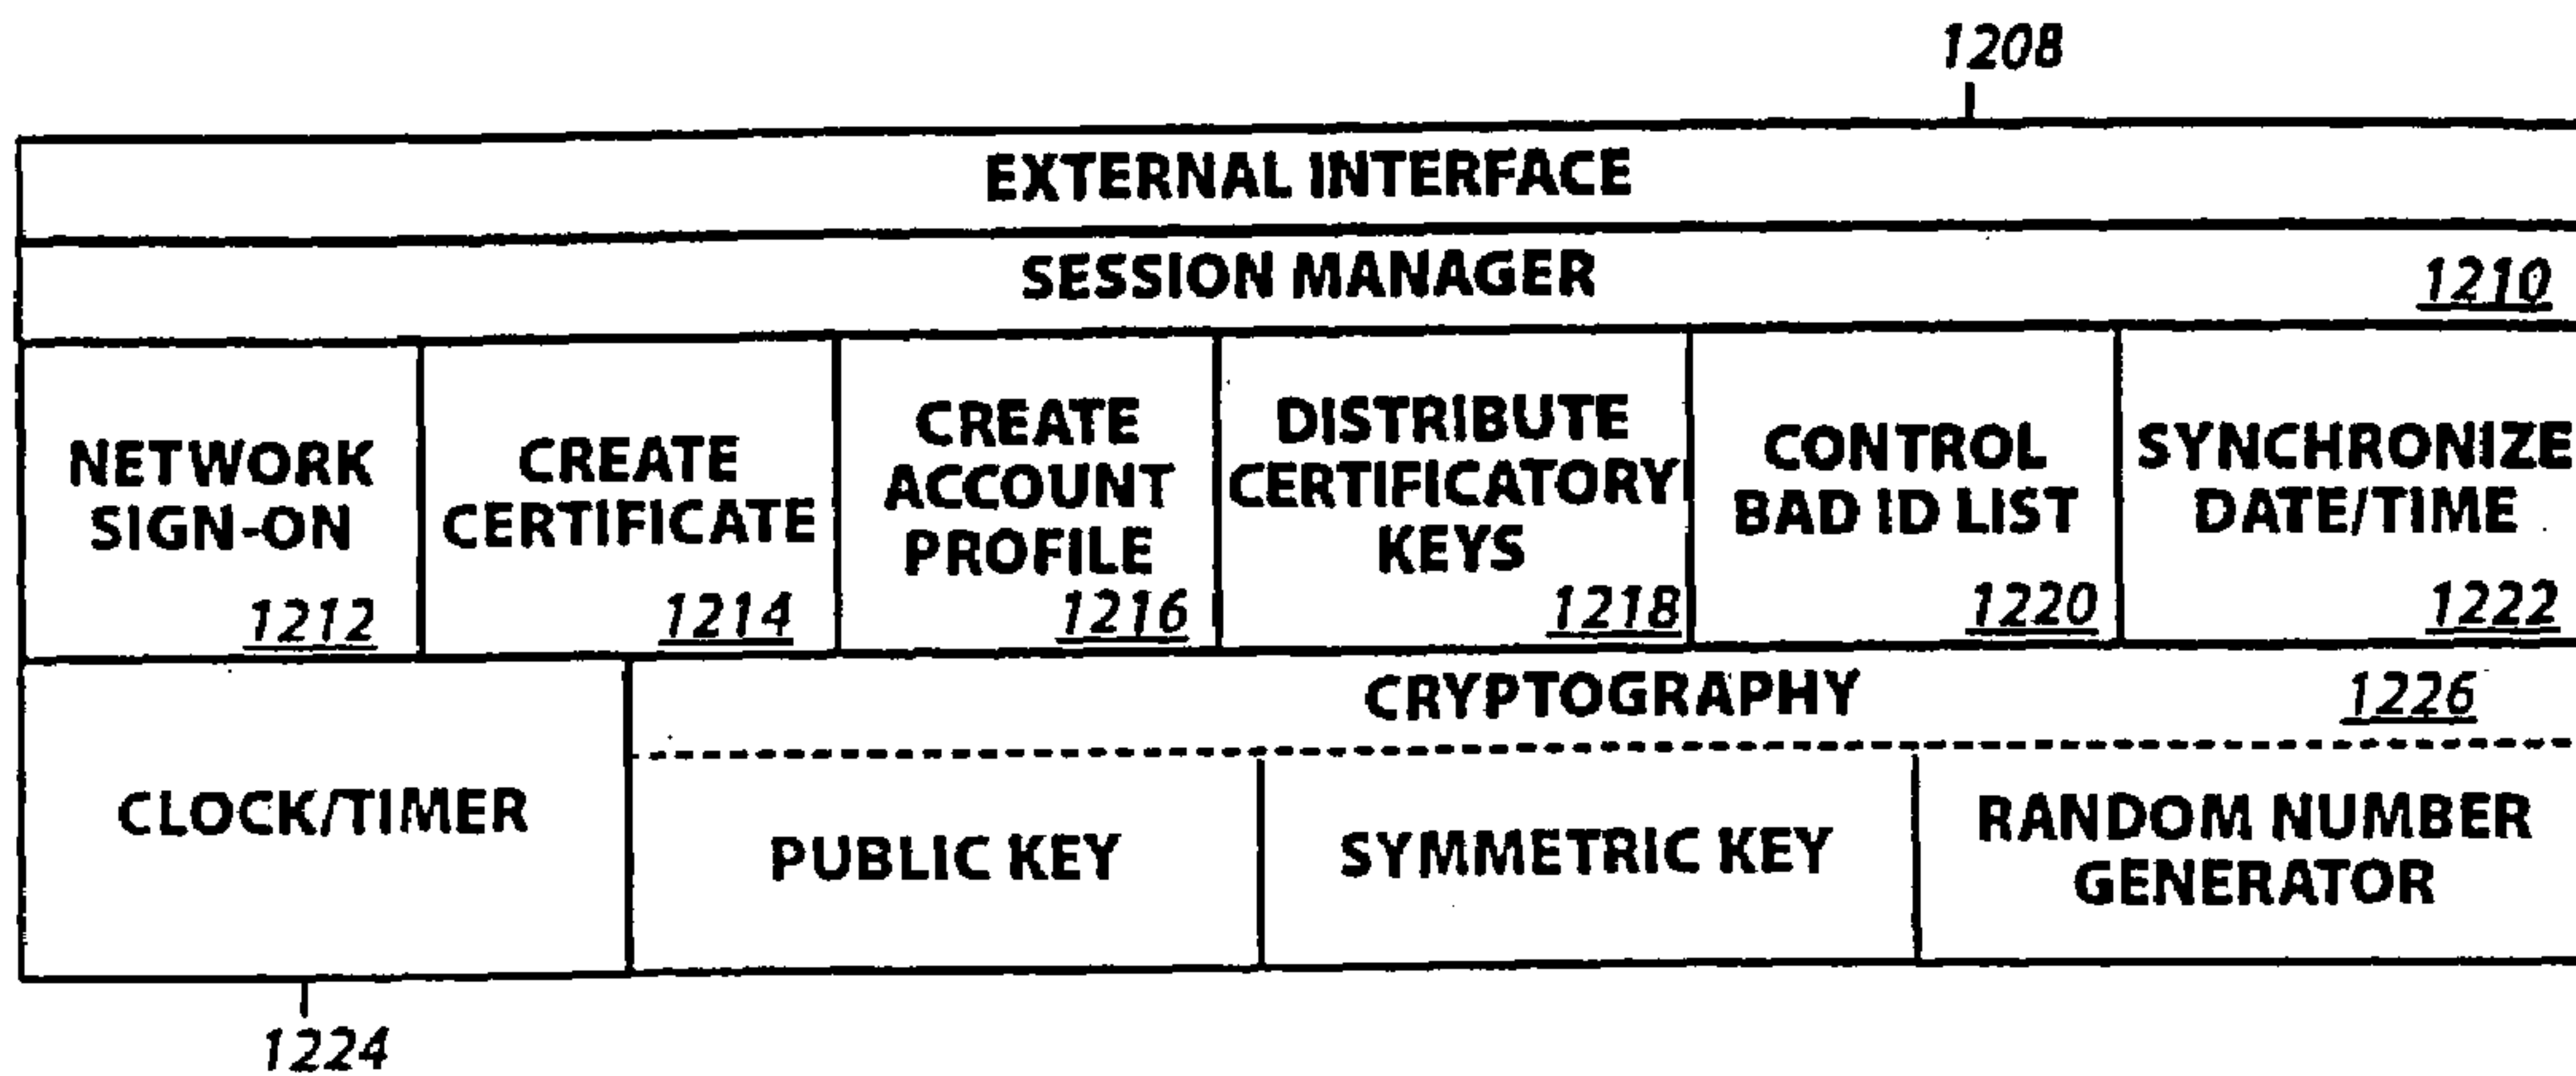 1208
EXTERNAL INTERFACE
SESSION MANAGER
1210
NETWORK
SIGN-ON
1212
CREATE
CERTIFICATE
1214
CREATE
ACCOUNT
PROFILE
1216
DISTRIBUTE
CERTIFICATORY
KEYS
1218
CONTROL
BAD ID LIST
1220
SYNCHRONIZE
DATE/TIME
1222
CLOCK/TIMER
CRYPTOGRAPHY
1226
PUBLIC KEY
SYMMETRIC KEY
RANDOM NUMBER
GENERATOR
1224